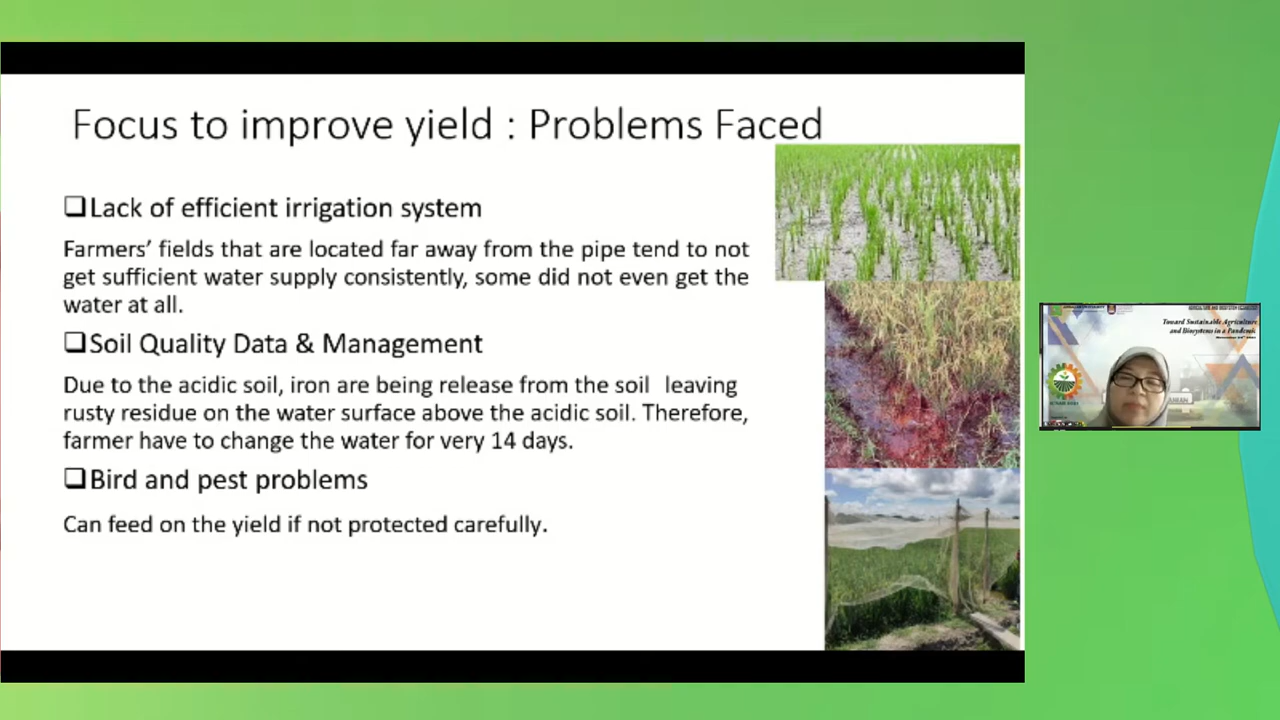 Focus to improve yield : Problems Faced
❑Lack of efficient irrigation system
Farmers’ fields that are located far away from the pipe tend to not
get sufficient water supply consistently, some did not even get the
water at all.
❑Soil Quality Data & Management
Due to the acidic soil, iron are being release from the soil leaving
rusty residue on the water surface above the acidic soil. Therefore,
farmer have to change the water for very 14 days.
❑Bird and pest problems
Can feed on the yield if not protected carefully.
Toward Sustainable Agriculture
and Biosystems in a Pandemic